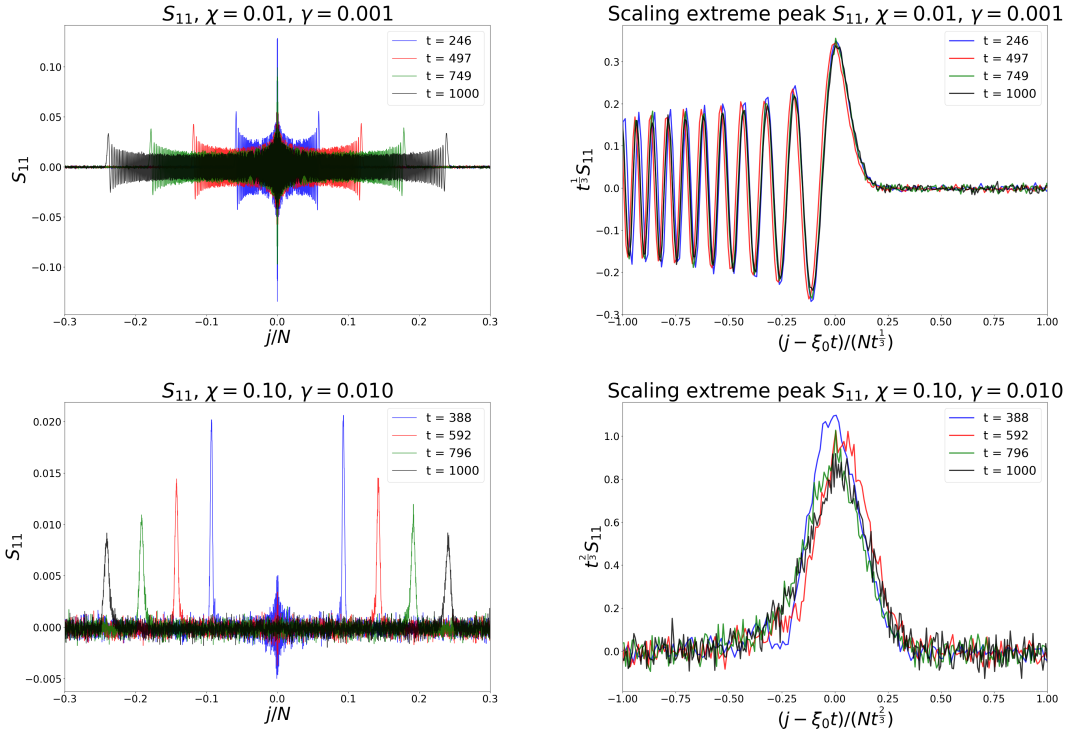 S₁₁, χ = 0.01, γ = 0.001
t = 246
t = 497
t = 749
t = 1000
S₁₁
0.10
0.05
0.00
−0.05
−0.10
−0.3 −0.2 −0.1 0.0 0.1 0.2 0.3
j/N
Scaling extreme peak S₁₁, χ = 0.01, γ = 0.001
t = 246
t = 497
t = 749
t = 1000
t^{1/3}S₁₁
0.3
0.2
0.1
0.0
−0.1
−0.2
−0.3
−1.00 −0.75 −0.50 −0.25 0.00 0.25 0.50 0.75 1.00
(j − ξ₀t)/(Nt^{1/3})
S₁₁, χ = 0.10, γ = 0.010
t = 388
t = 592
t = 796
t = 1000
S₁₁
0.020
0.015
0.010
0.005
0.000
−0.005
−0.3 −0.2 −0.1 0.0 0.1 0.2 0.3
j/N
Scaling extreme peak S₁₁, χ = 0.10, γ = 0.010
t = 388
t = 592
t = 796
t = 1000
t^{2/3}S₁₁
1.0
0.8
0.6
0.4
0.2
0.0
−1.00 −0.75 −0.50 −0.25 0.00 0.25 0.50 0.75 1.00
(j − ξ₀t)/(Nt^{2/3})